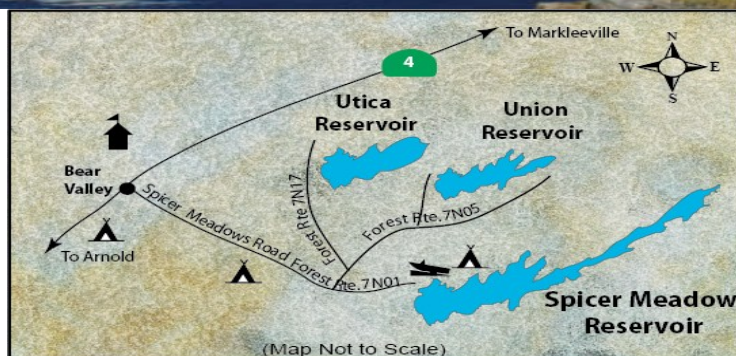 To Markleeville
4
N
W E
S
Utica
Reservoir
Union
Reservoir
Bear
Valley
Spicer Meadows Road Forest Rte.7N01
Forest Rte.7N17
Forest Rte.7N05
To Arnold
Spicer Meadow
Reservoir
(Map Not to Scale)